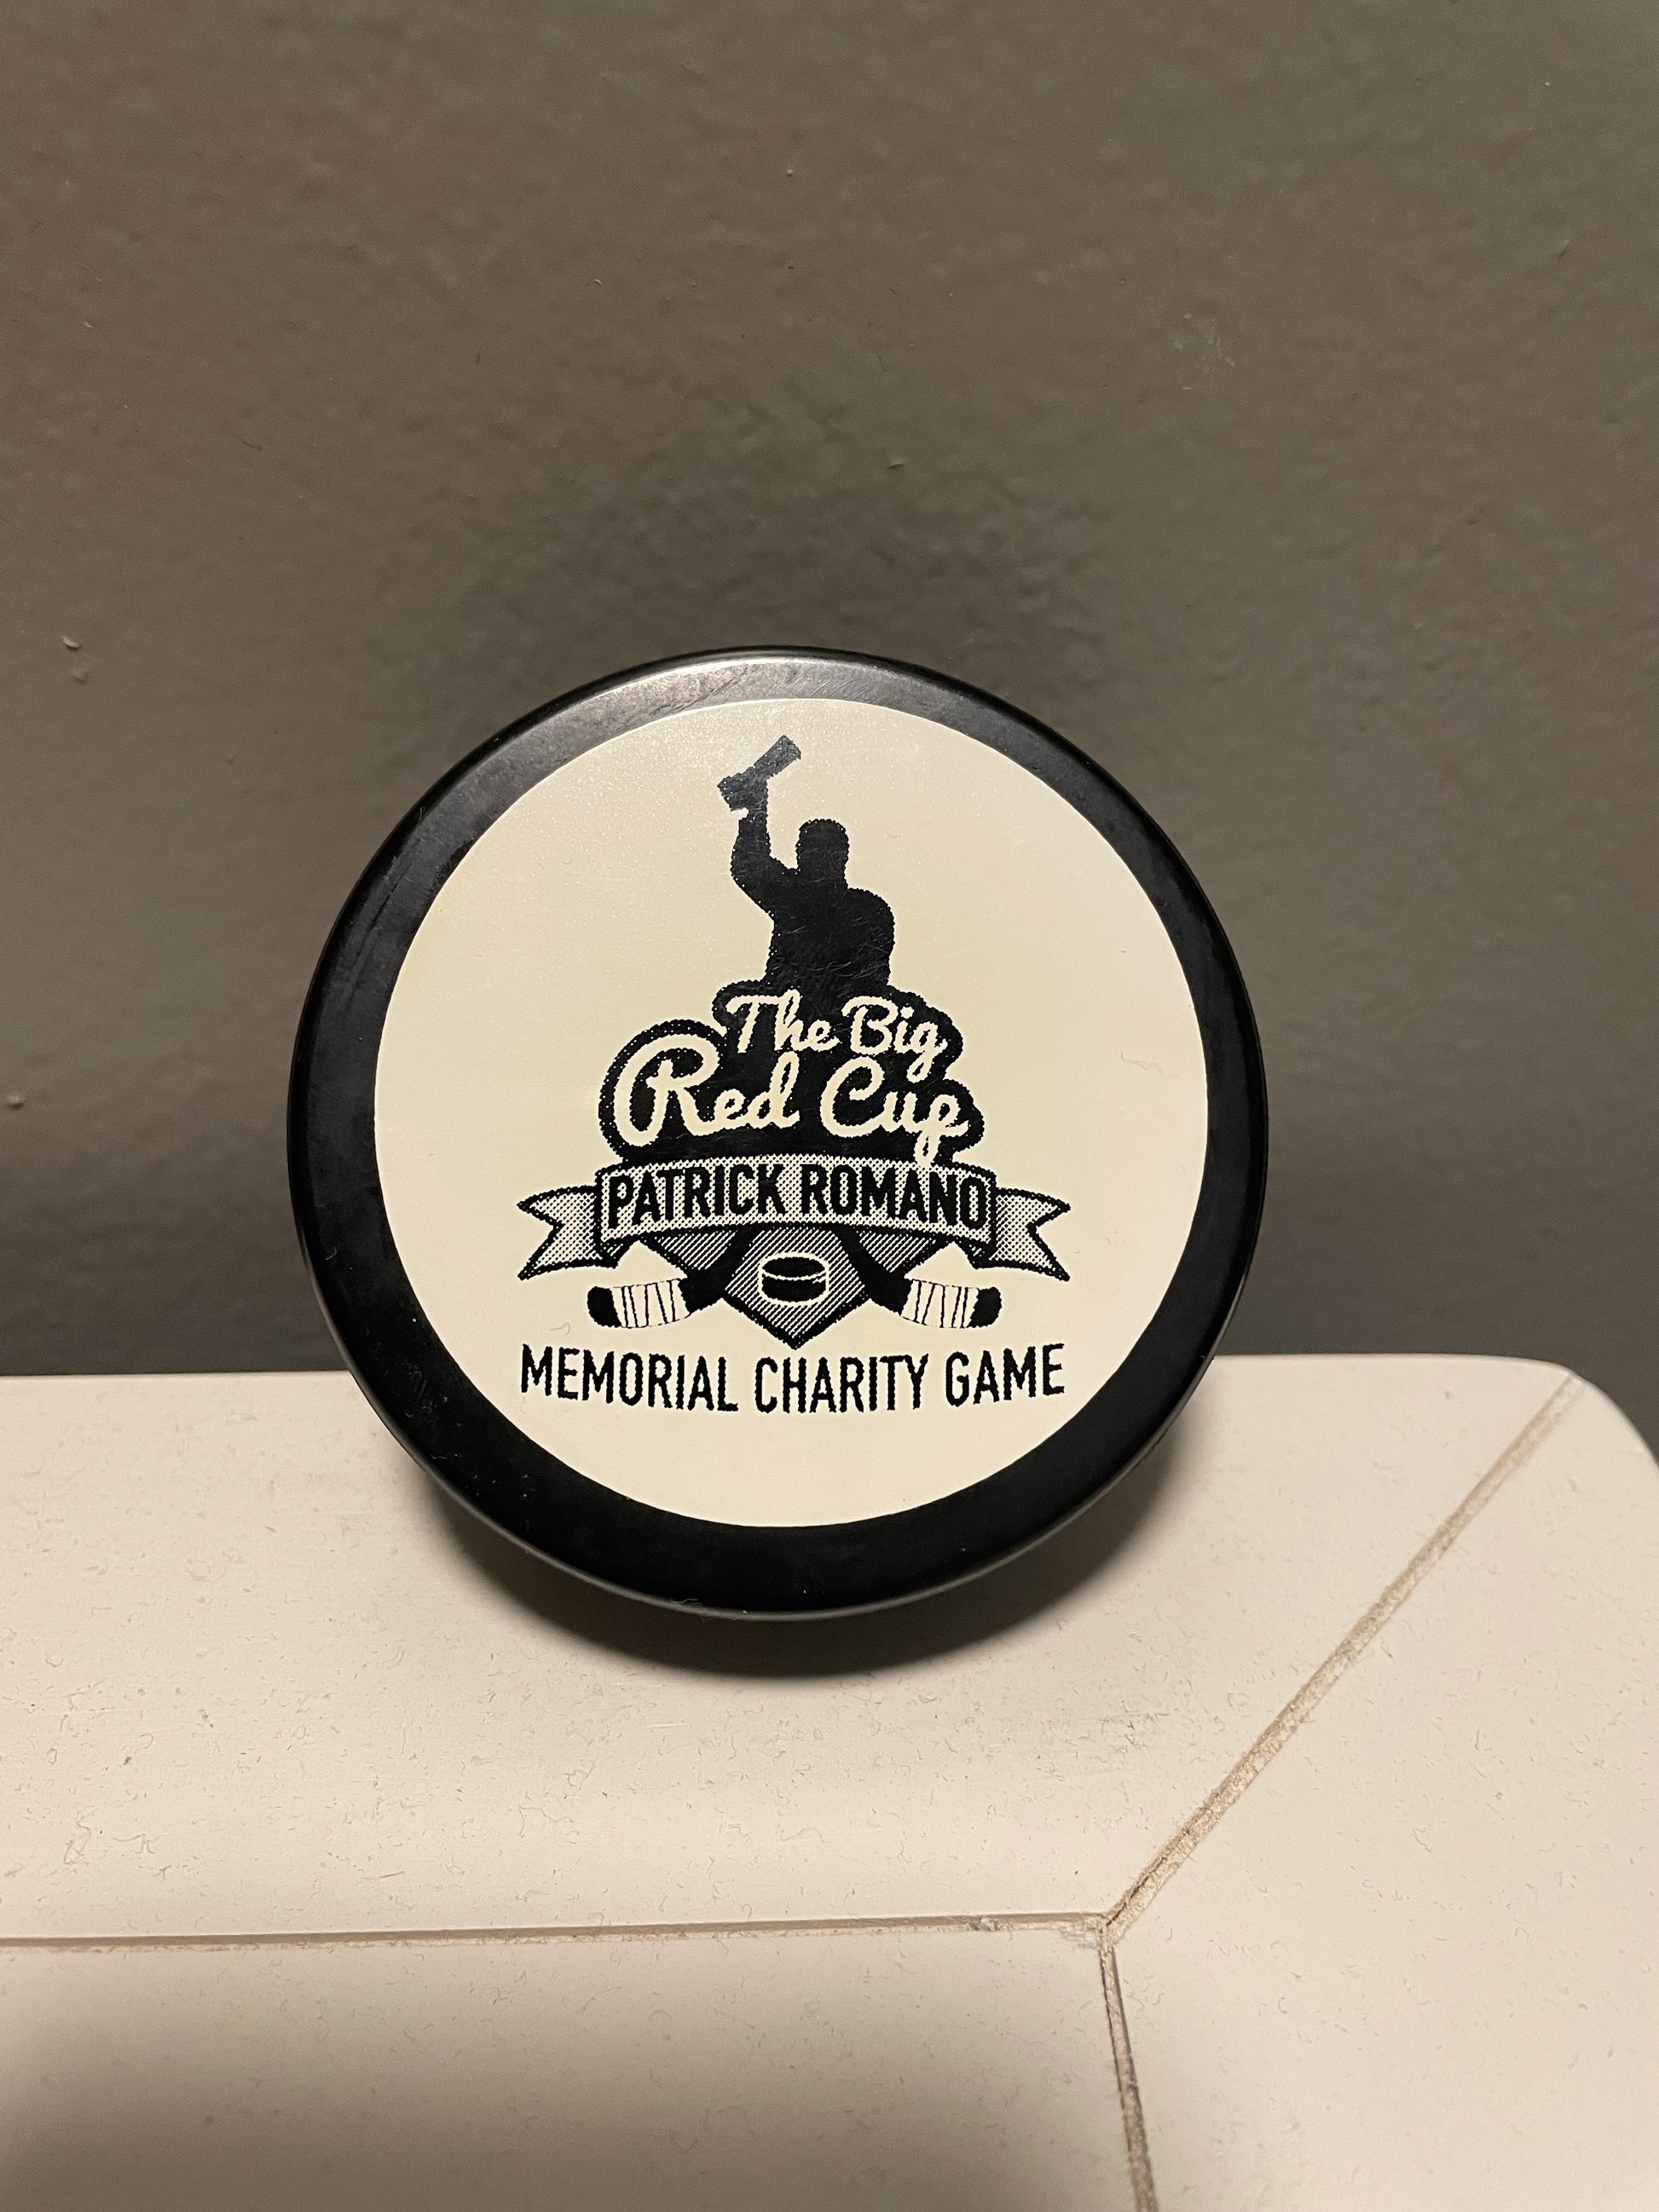 The Big
Red Cup
PATRICK ROMANO
MEMORIAL CHARITY GAME